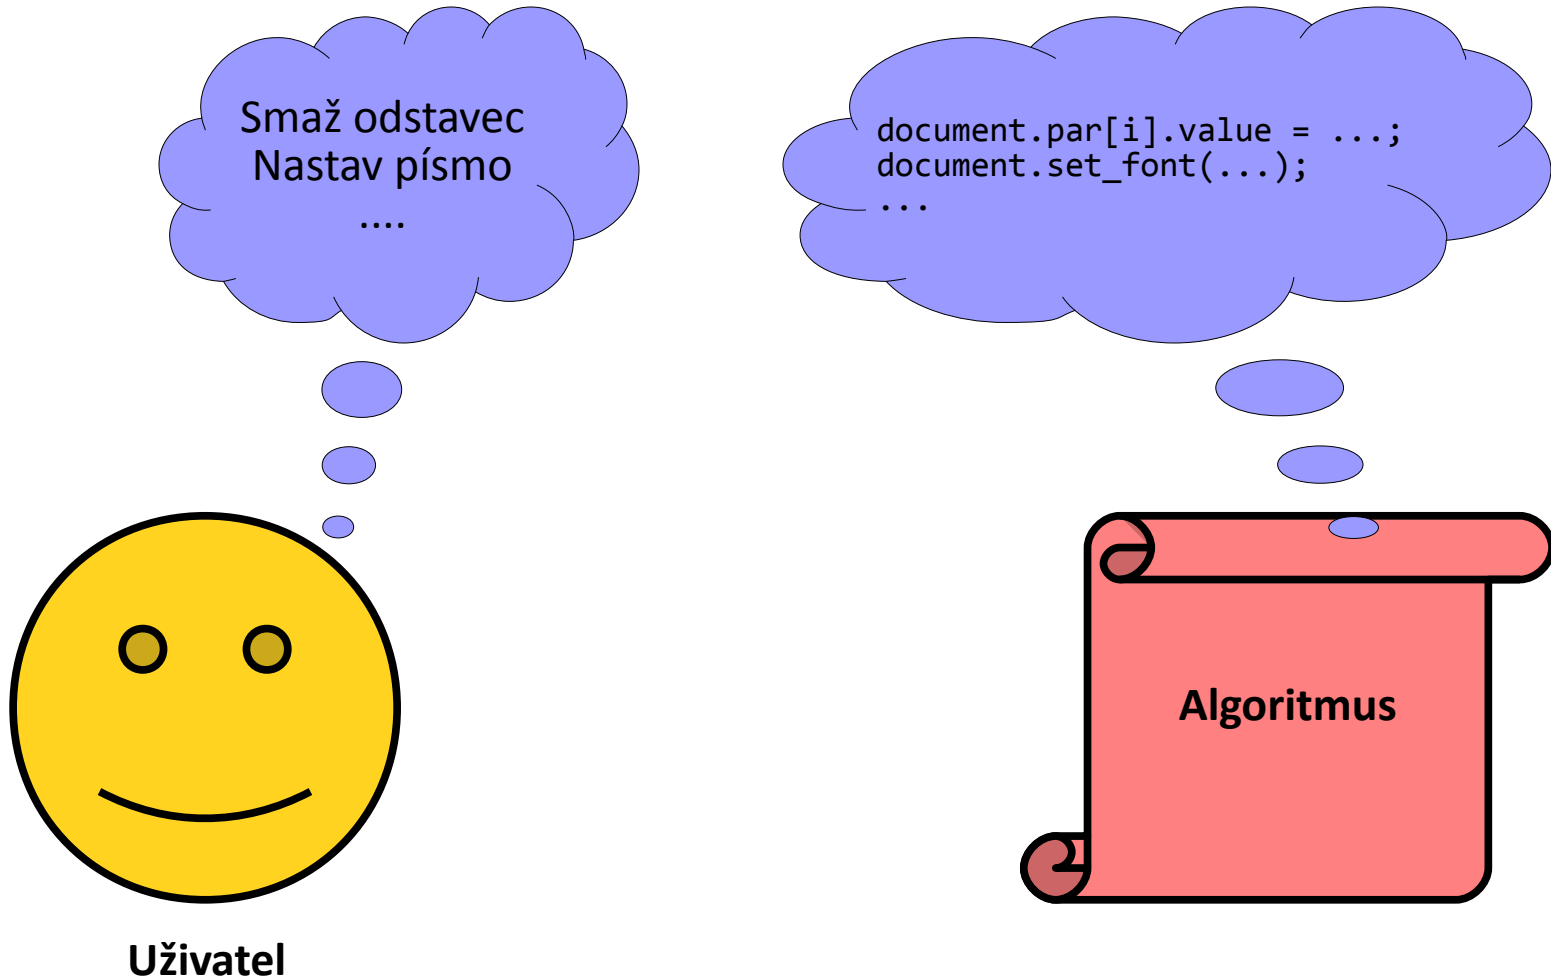 Smaž odstavec
Nastav písmo
....
document.par[i].value = ...;
document.set_font(...);
...
Algoritmus
Uživatel